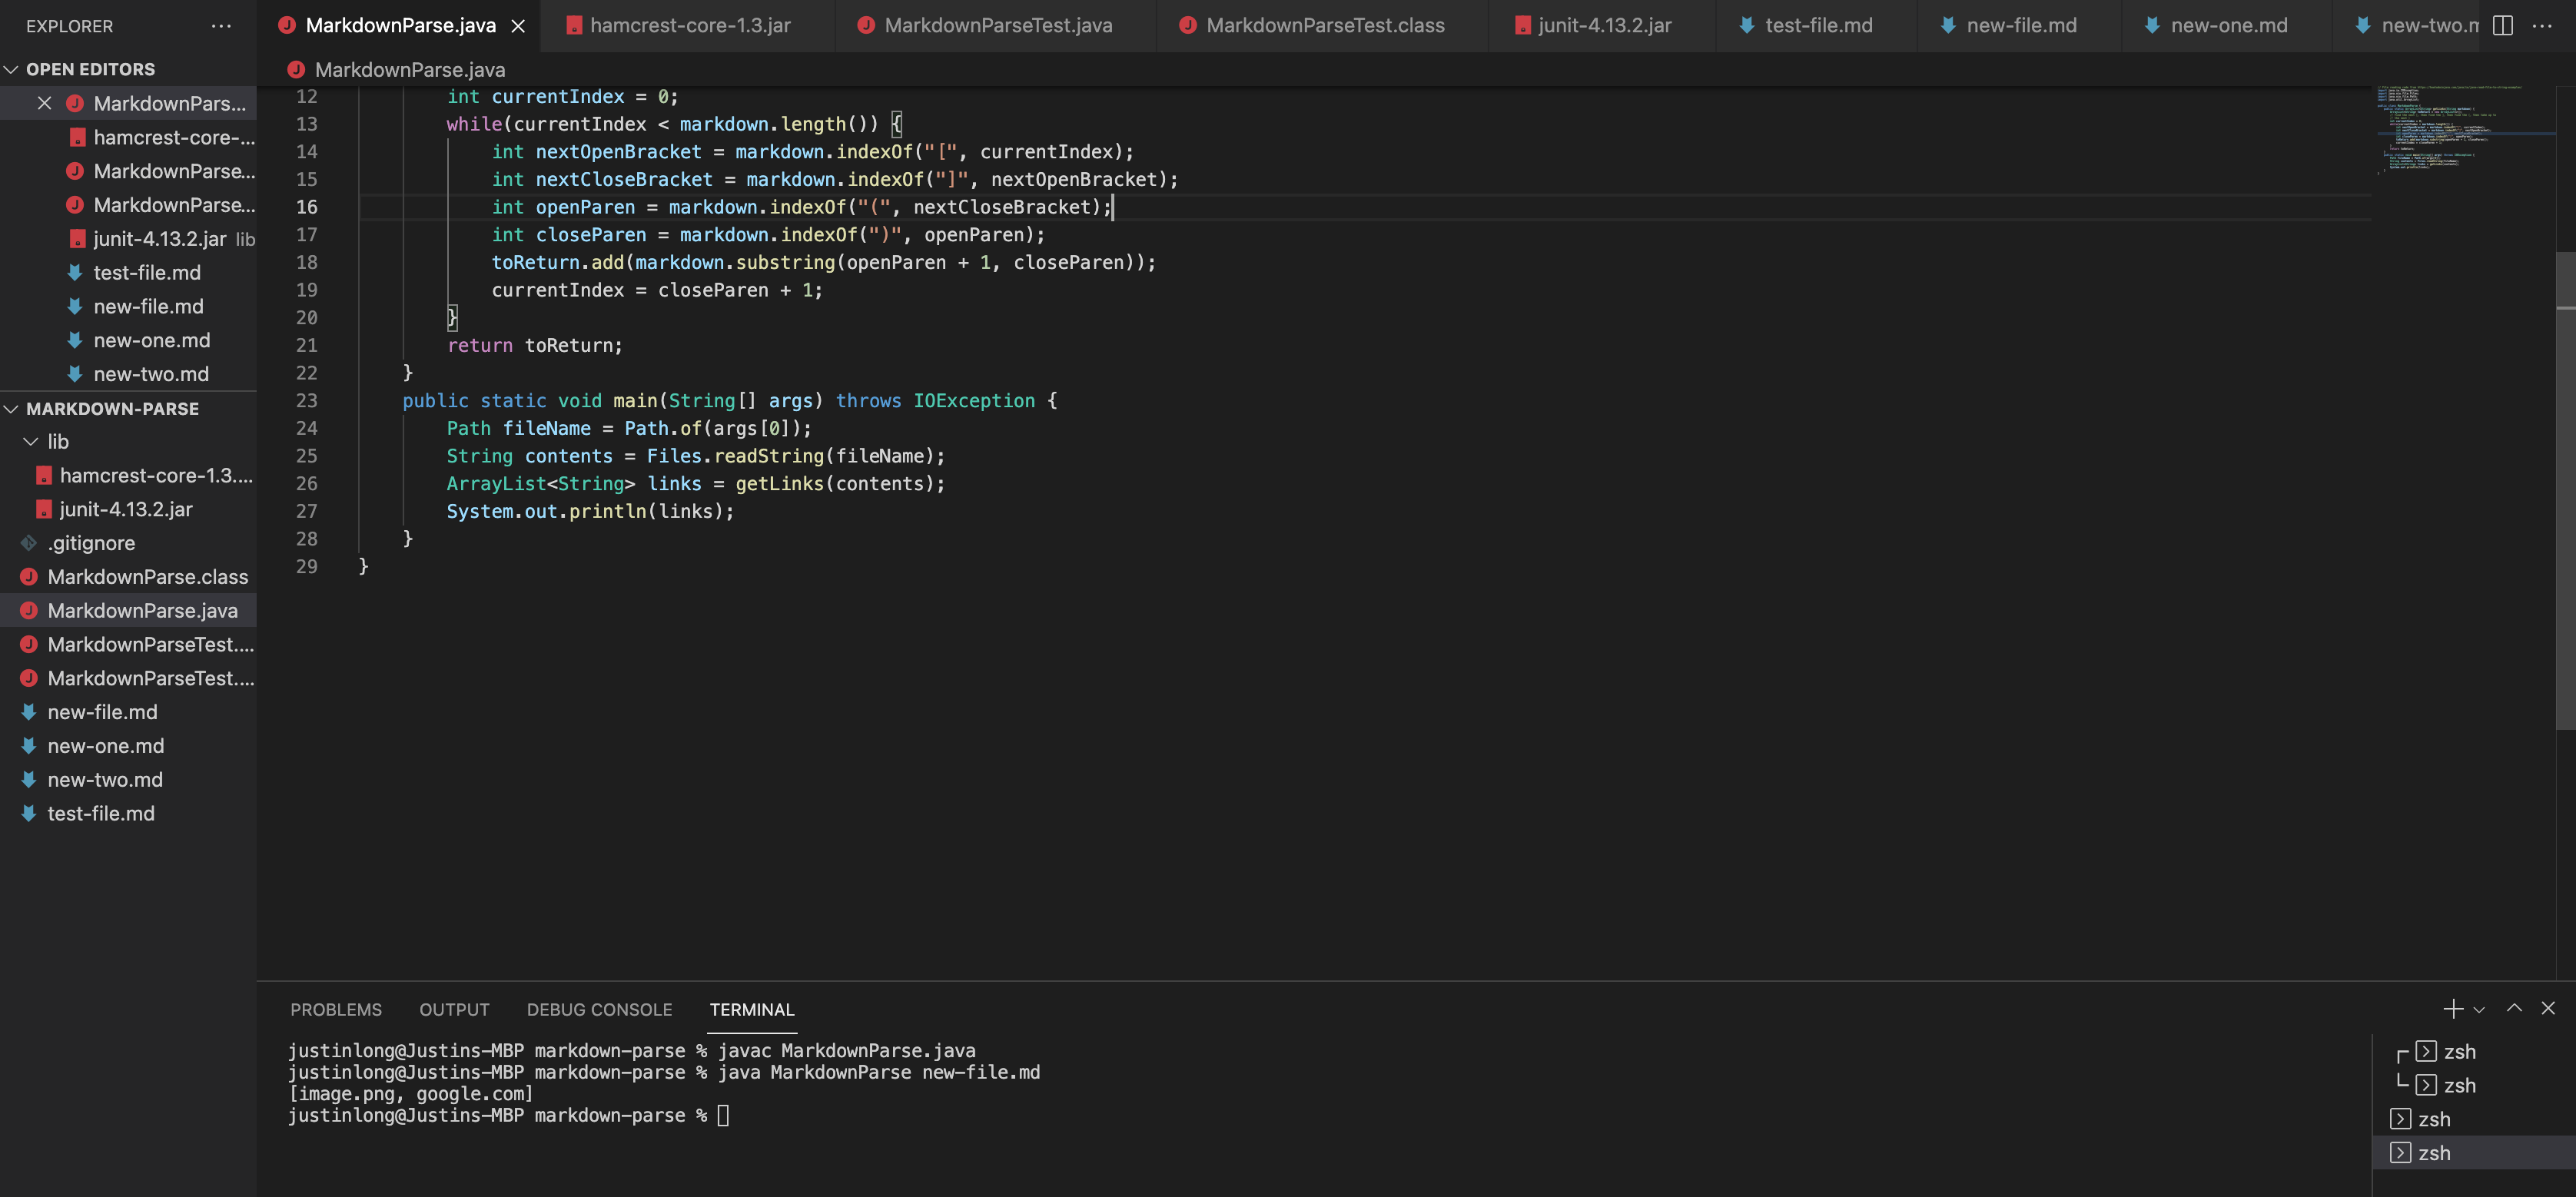 EXPLORER
OPEN EDITORS
MarkdownPars...
hamcrest-core-...
MarkdownParse...
MarkdownParse...
junit-4.13.2.jar lib
test-file.md
new-file.md
new-one.md
new-two.md
MARKDOWN-PARSE
lib
hamcrest-core-1.3....
junit-4.13.2.jar
.gitignore
MarkdownParse.class
MarkdownParse.java
MarkdownParseTest....
MarkdownParseTest....
new-file.md
new-one.md
new-two.md
test-file.md
MarkdownParse.java hamcrest-core-1.3.jar MarkdownParseTest.java MarkdownParseTest.class junit-4.13.2.jar test-file.md new-file.md new-one.md new-two.m
MarkdownParse.java
12 int currentIndex = 0;
13 while(currentIndex < markdown.length()) {
14 int nextOpenBracket = markdown.indexOf("[", currentIndex);
15 int nextCloseBracket = markdown.indexOf("]", nextOpenBracket);
16 int openParen = markdown.indexOf("(", nextCloseBracket);
17 int closeParen = markdown.indexOf(")", openParen);
18 toReturn.add(markdown.substring(openParen + 1, closeParen));
19 currentIndex = closeParen + 1;
20 }
21 return toReturn;
22 }
23 public static void main(String[] args) throws IOException {
24 Path fileName = Path.of(args[0]);
25 String contents = Files.readString(fileName);
26 ArrayList<String> links = getLinks(contents);
27 System.out.println(links);
28 }
29 }
PROBLEMS OUTPUT DEBUG CONSOLE TERMINAL
justinlong@Justins-MBP markdown-parse % javac MarkdownParse.java
justinlong@Justins-MBP markdown-parse % java MarkdownParse new-file.md
[image.png, google.com]
justinlong@Justins-MBP markdown-parse %
zsh
zsh
zsh
zsh